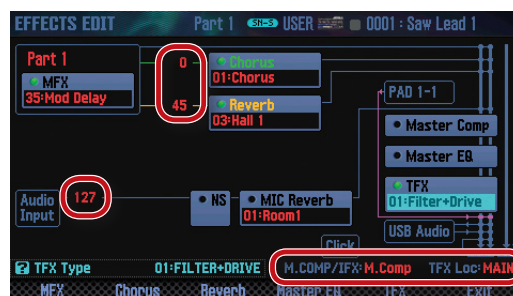 EFFECTS EDIT Part 1 SN-S USER 0001 : Saw Lead 1
Part 1
MFX
35:Mod Delay
0
Chorus
01:Chorus
45
Reverb
03:Hall 1
PAD 1-1
Master Comp
Master EQ
TFX
01:Filter+Drive
Audio
Input
127
NS
MIC Reverb
01:Room1
USB Audio
Click
TFX Type 01:FILTER+DRIVE M.COMP/IFX:M.Comp TFX Loc:MAIN
MFX Chorus Reverb Master EQ TFX Exit